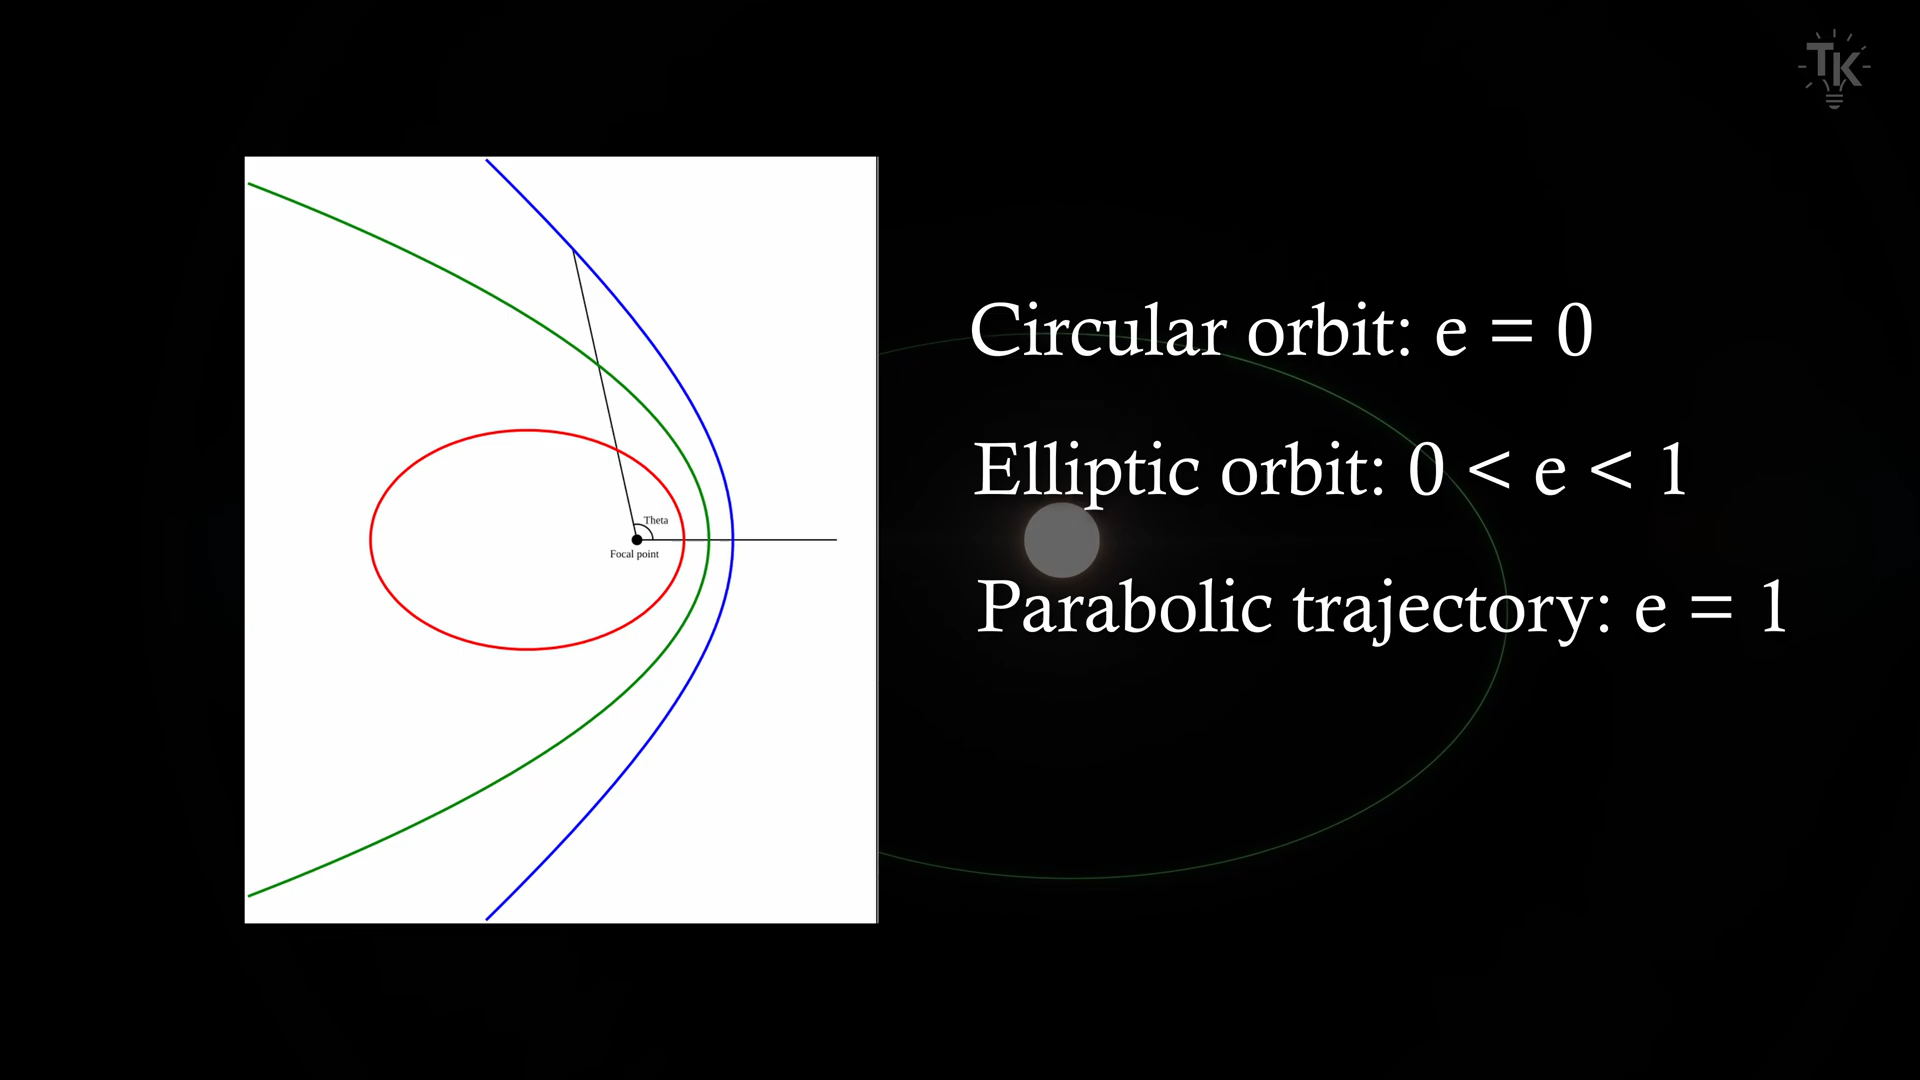 TK
Theta
Focal point
Circular orbit: e = 0
Elliptic orbit: 0 < e < 1
Parabolic trajectory: e = 1